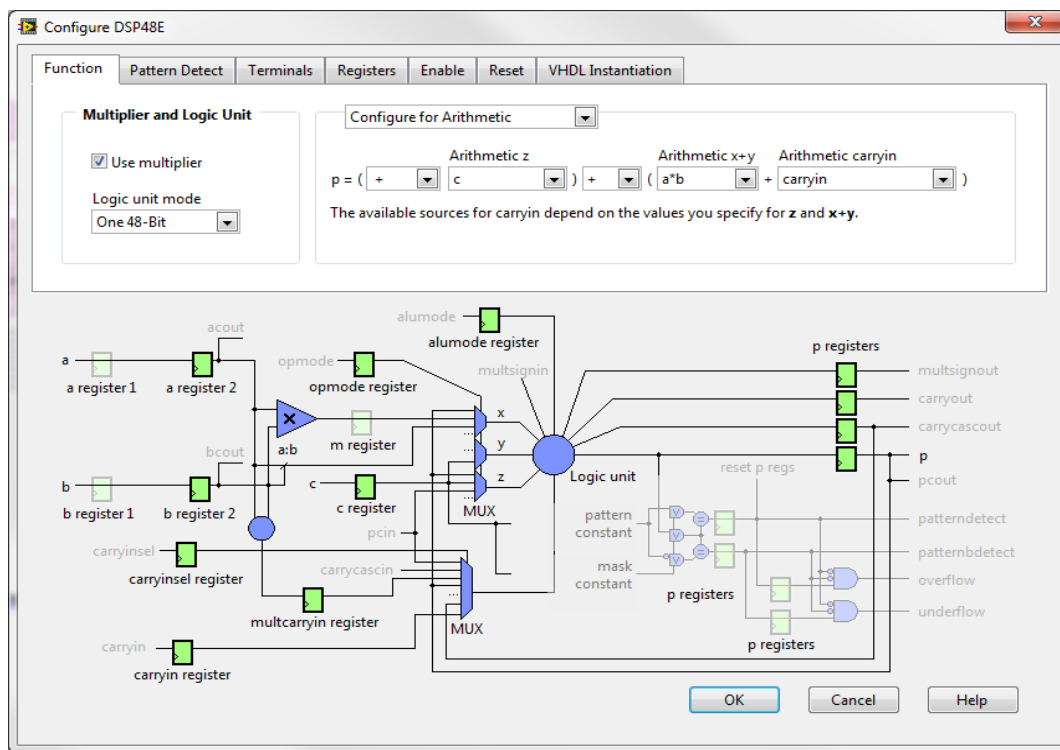 Configure DSP48E
Function Pattern Detect Terminals Registers Enable Reset VHDL Instantiation
Multiplier and Logic Unit
Use multiplier
Logic unit mode
One 48-Bit
Configure for Arithmetic
Arithmetic z Arithmetic x+y Arithmetic carryin
p = ( + c ) + ( a*b + carryin )
The available sources for carryin depend on the values you specify for z and x+y.
alumode
alumode register
acout
a
a register 1
a register 2
opmode
opmode register
multsignin
p registers
multsignout
carryout
carrycascout
p
pcout
x
m register
a:b
bcout
y
Logic unit
reset p regs
b
b register 1
b register 2
c
c register
z
MUX
pattern
constant
patterndetect
pcin
carryinsel
carryinsel register
carrycascin
mask
constant
p registers
patternbdetect
overflow
multcarryin register
MUX
underflow
p registers
carryin
carryin register
...
...
...
OK Cancel Help